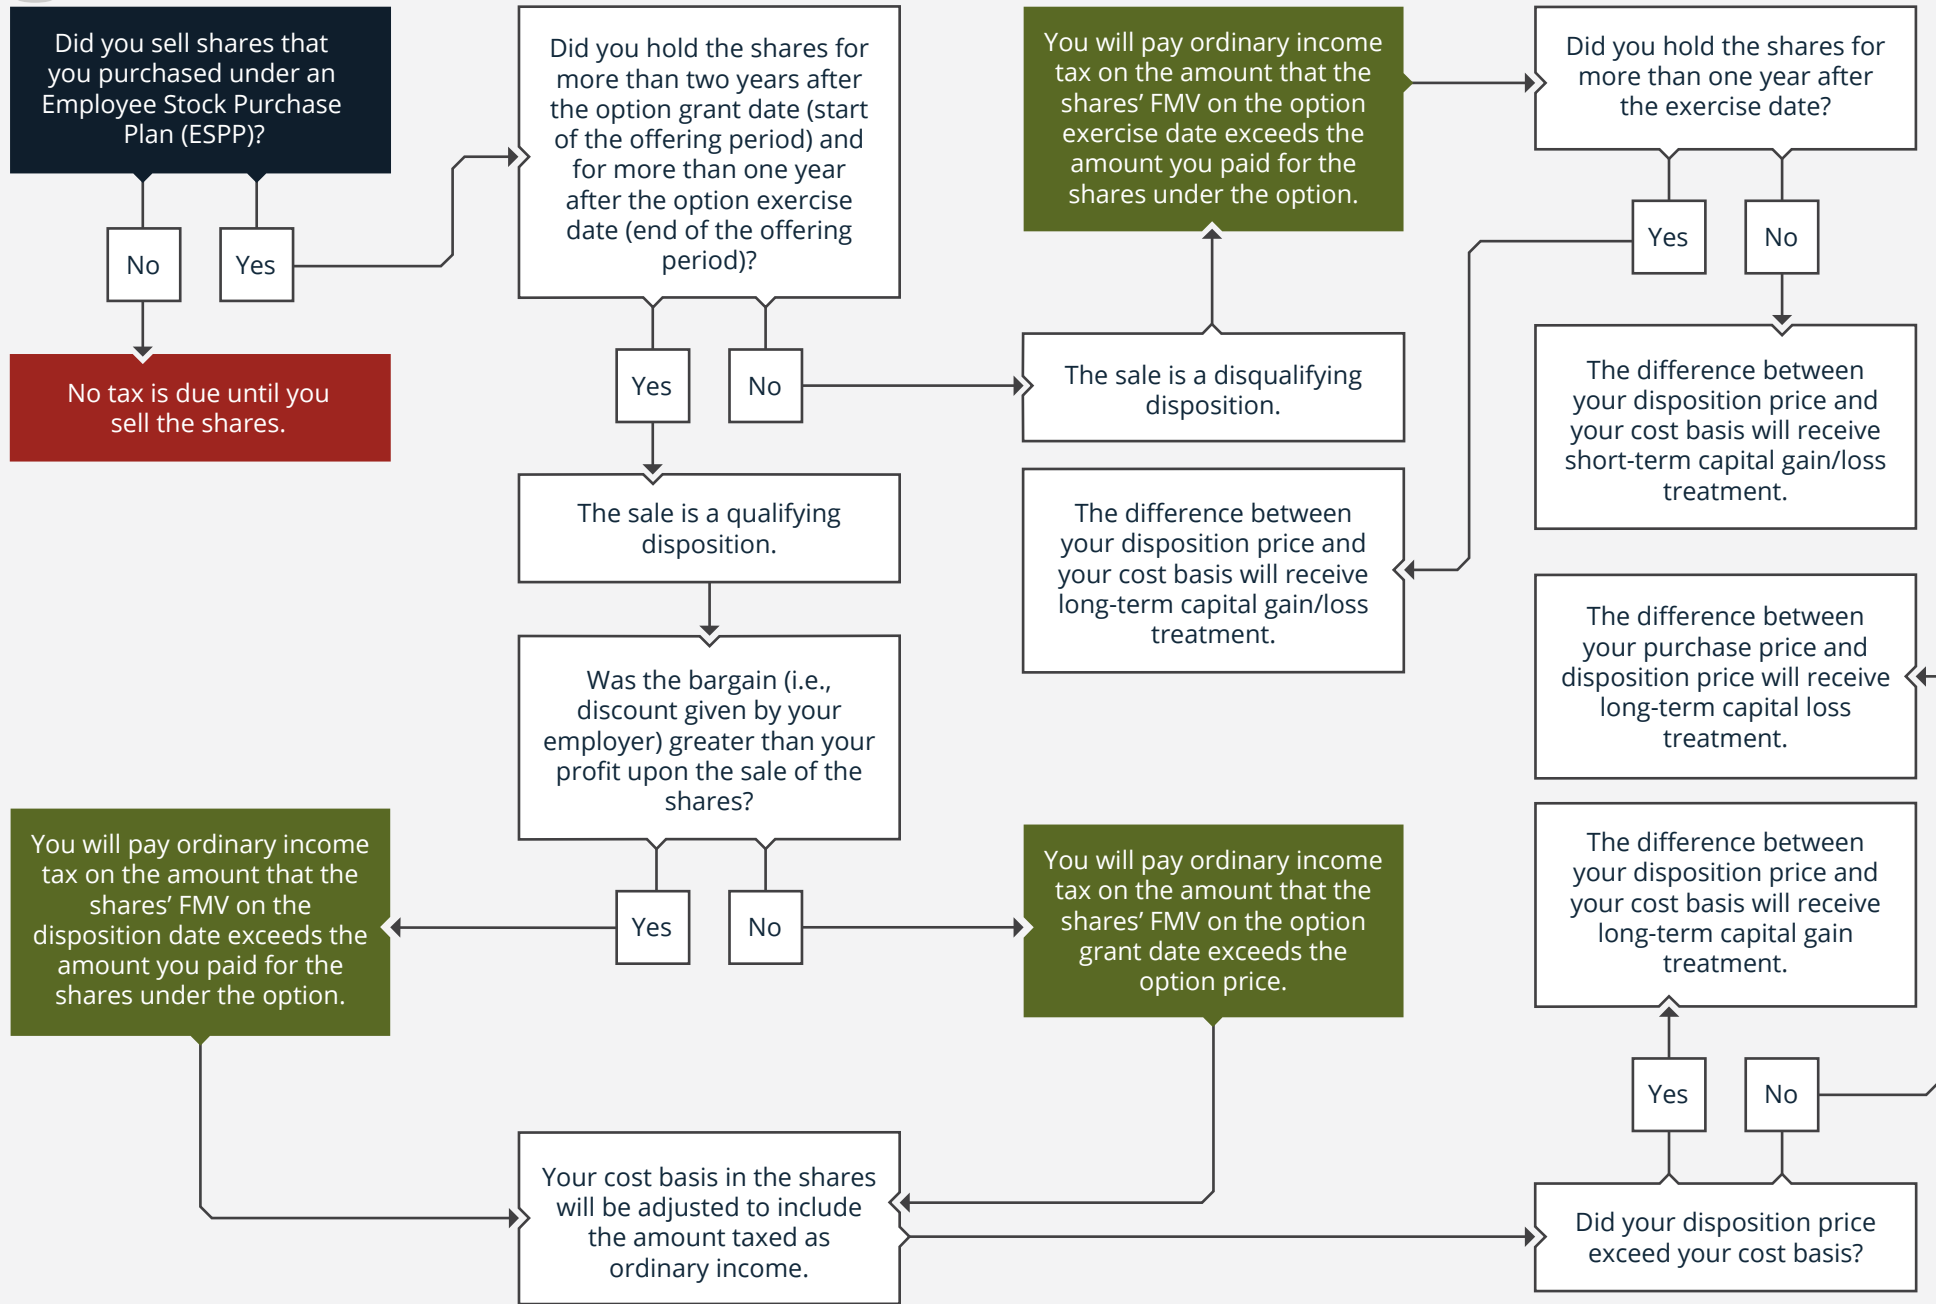 Did you sell shares that
you purchased under an
Employee Stock Purchase
Plan (ESPP)?
No
Yes
No tax is due until you
sell the shares.
Did you hold the shares for
more than two years after
the option grant date (start
of the offering period) and
for more than one year
after the option exercise
date (end of the offering
period)?
Yes
No
The sale is a disqualifying
disposition.
You will pay ordinary income
tax on the amount that the
shares’ FMV on the option
exercise date exceeds the
amount you paid for the
shares under the option.
Did you hold the shares for
more than one year after
the exercise date?
Yes
No
The difference between
your disposition price and
your cost basis will receive
short-term capital gain/loss
treatment.
The difference between
your disposition price and
your cost basis will receive
long-term capital gain/loss
treatment.
The sale is a qualifying
disposition.
Was the bargain (i.e.,
discount given by your
employer) greater than your
profit upon the sale of the
shares?
Yes
No
You will pay ordinary income
tax on the amount that the
shares’ FMV on the
disposition date exceeds the
amount you paid for the
shares under the option.
You will pay ordinary income
tax on the amount that the
shares’ FMV on the option
grant date exceeds the
option price.
Your cost basis in the shares
will be adjusted to include
the amount taxed as
ordinary income.
Did your disposition price
exceed your cost basis?
Yes
No
The difference between
your disposition price and
your cost basis will receive
long-term capital gain
treatment.
The difference between
your purchase price and
disposition price will receive
long-term capital loss
treatment.